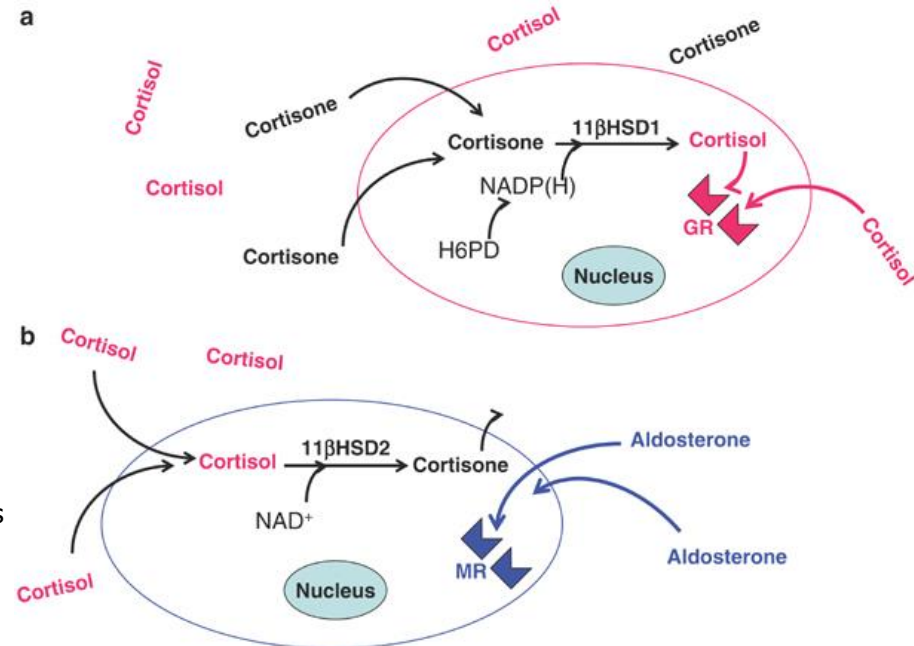 a
Cortisol
Cortisone
Cortisol
Cortisone
Cortisone
11βHSD1
Cortisol
Cortisol
NADP(H)
GR
Cortisol
H6PD
Cortisone
Nucleus
b
Cortisol
Cortisol
Cortisol
11βHSD2
Cortisone
Aldosterone
NAD⁺
s
MR
Aldosterone
Nucleus
Cortisol